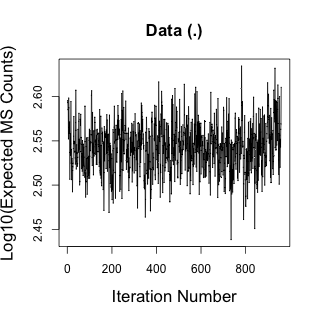 Data (.)
Log10(Expected MS Counts)
2.60
2.55
2.50
2.45
0 200 400 600 800
Iteration Number